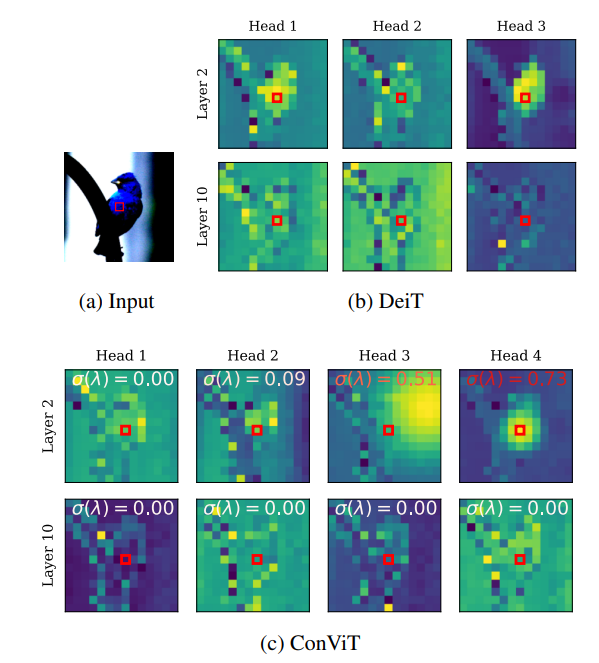 Head 1 Head 2 Head 3
Layer 2
Layer 10
(a) Input (b) DeiT
Head 1 Head 2 Head 3 Head 4
Layer 2
σ(λ) = 0.00 σ(λ) = 0.09 σ(λ) = 0.51 σ(λ) = 0.73
Layer 10
σ(λ) = 0.00 σ(λ) = 0.00 σ(λ) = 0.00 σ(λ) = 0.00
(c) ConViT